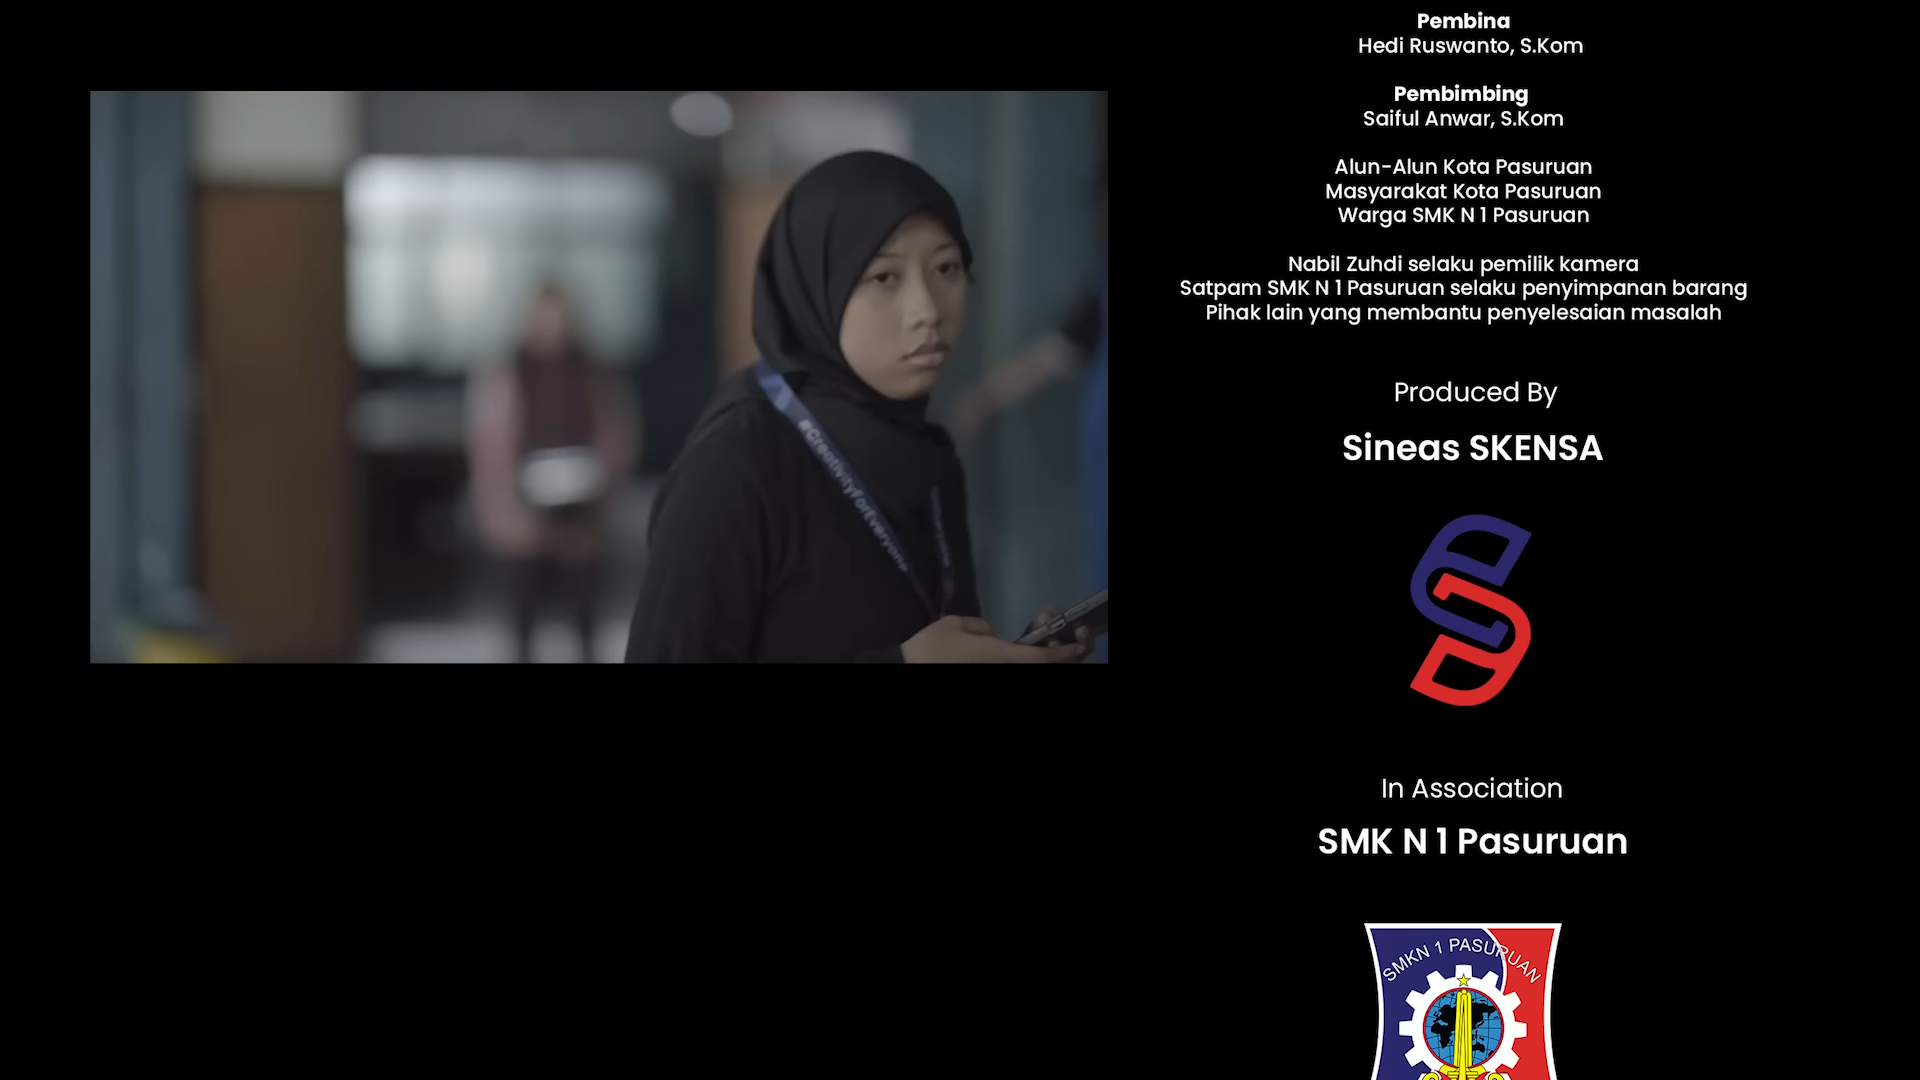 Pembina
Hedi Ruswanto, S.Kom
Pembimbing
Saiful Anwar, S.Kom
Alun-Alun Kota Pasuruan
Masyarakat Kota Pasuruan
Warga SMK N 1 Pasuruan
Nabil Zuhdi selaku pemilik kamera
Satpam SMK N 1 Pasuruan selaku penyimpanan barang
Pihak lain yang membantu penyelesaian masalah
Produced By
Sineas SKENSA
In Association
SMK N 1 Pasuruan
SMKN 1 PASURUAN
#CreativityForEveryone